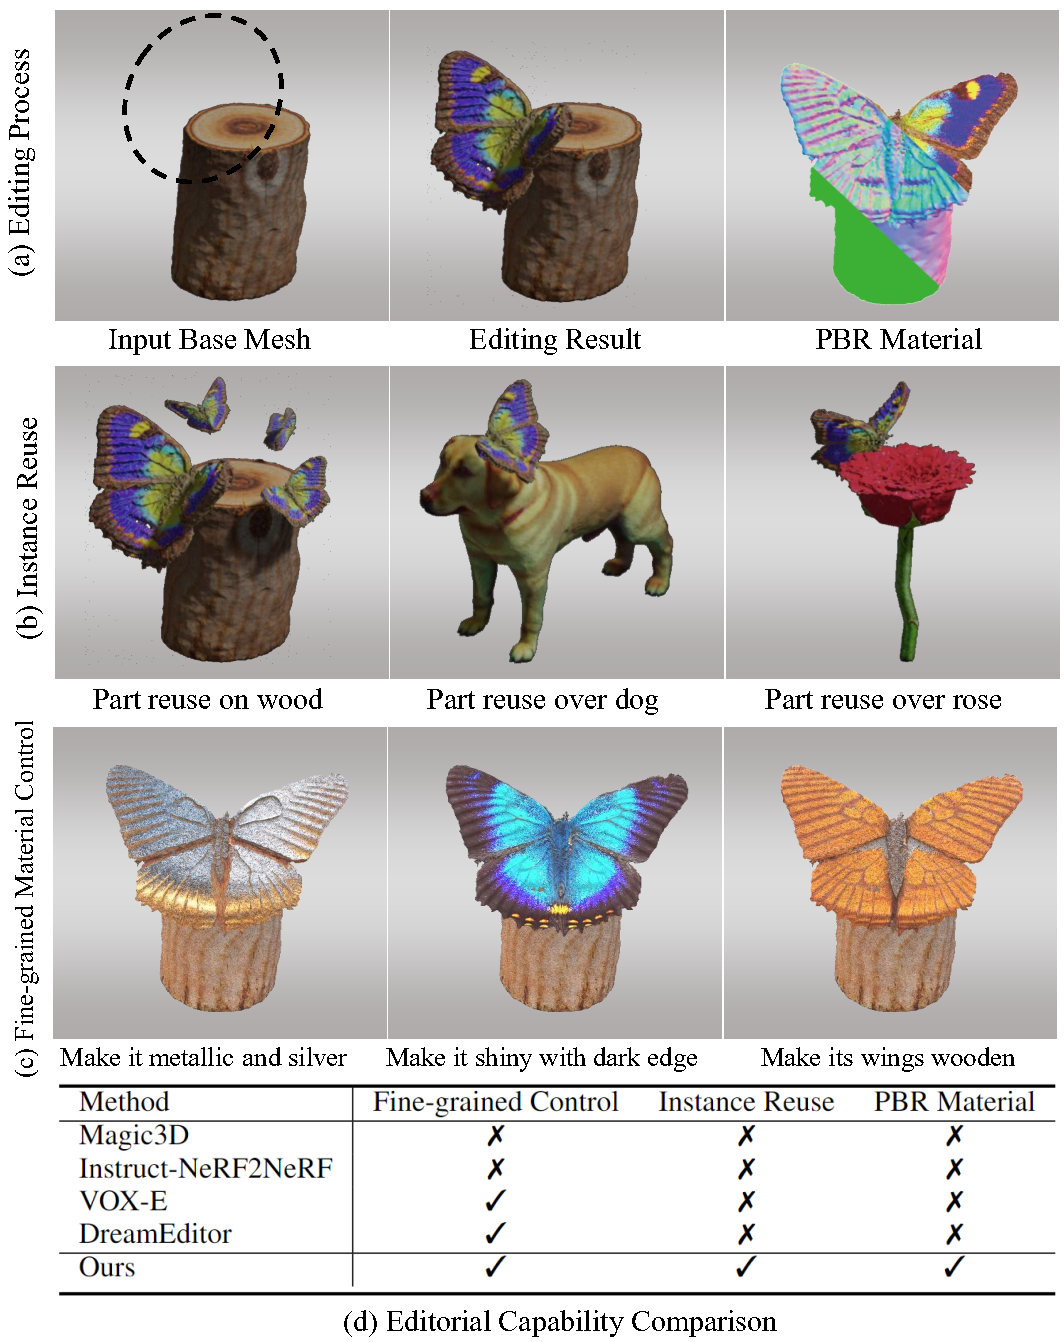 (a) Editing Process
Input Base Mesh
Editing Result
PBR Material
(b) Instance Reuse
Part reuse on wood
Part reuse over dog
Part reuse over rose
(c) Fine-grained Material Control
Make it metallic and silver
Make it shiny with dark edge
Make its wings wooden
Method Fine-grained Control Instance Reuse PBR Material
Magic3D ✗ ✗ ✗
Instruct-NeRF2NeRF ✗ ✗ ✗
VOX-E ✓ ✗ ✗
DreamEditor ✓ ✗ ✗
Ours ✓ ✓ ✓
(d) Editorial Capability Comparison